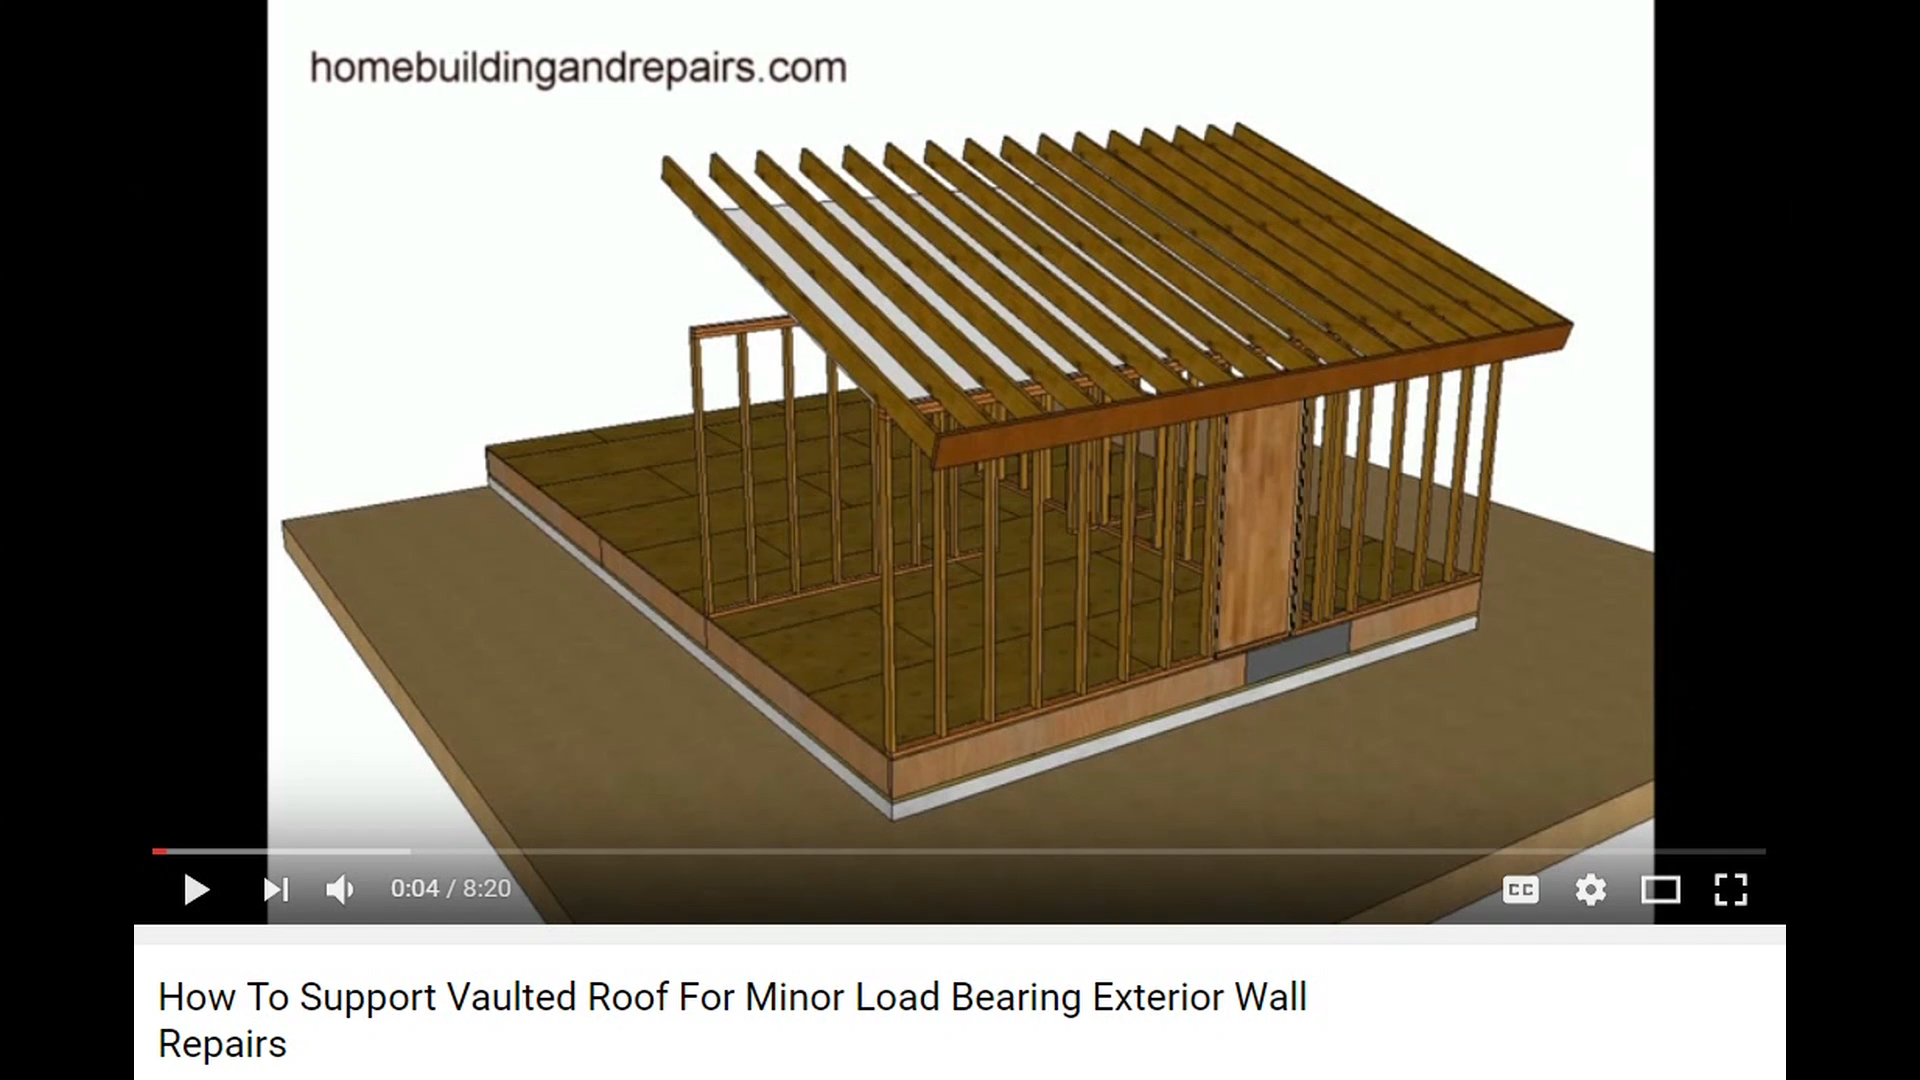 homebuildingandrepairs.com
0:04 / 8:20
CC
How To Support Vaulted Roof For Minor Load Bearing Exterior Wall
Repairs